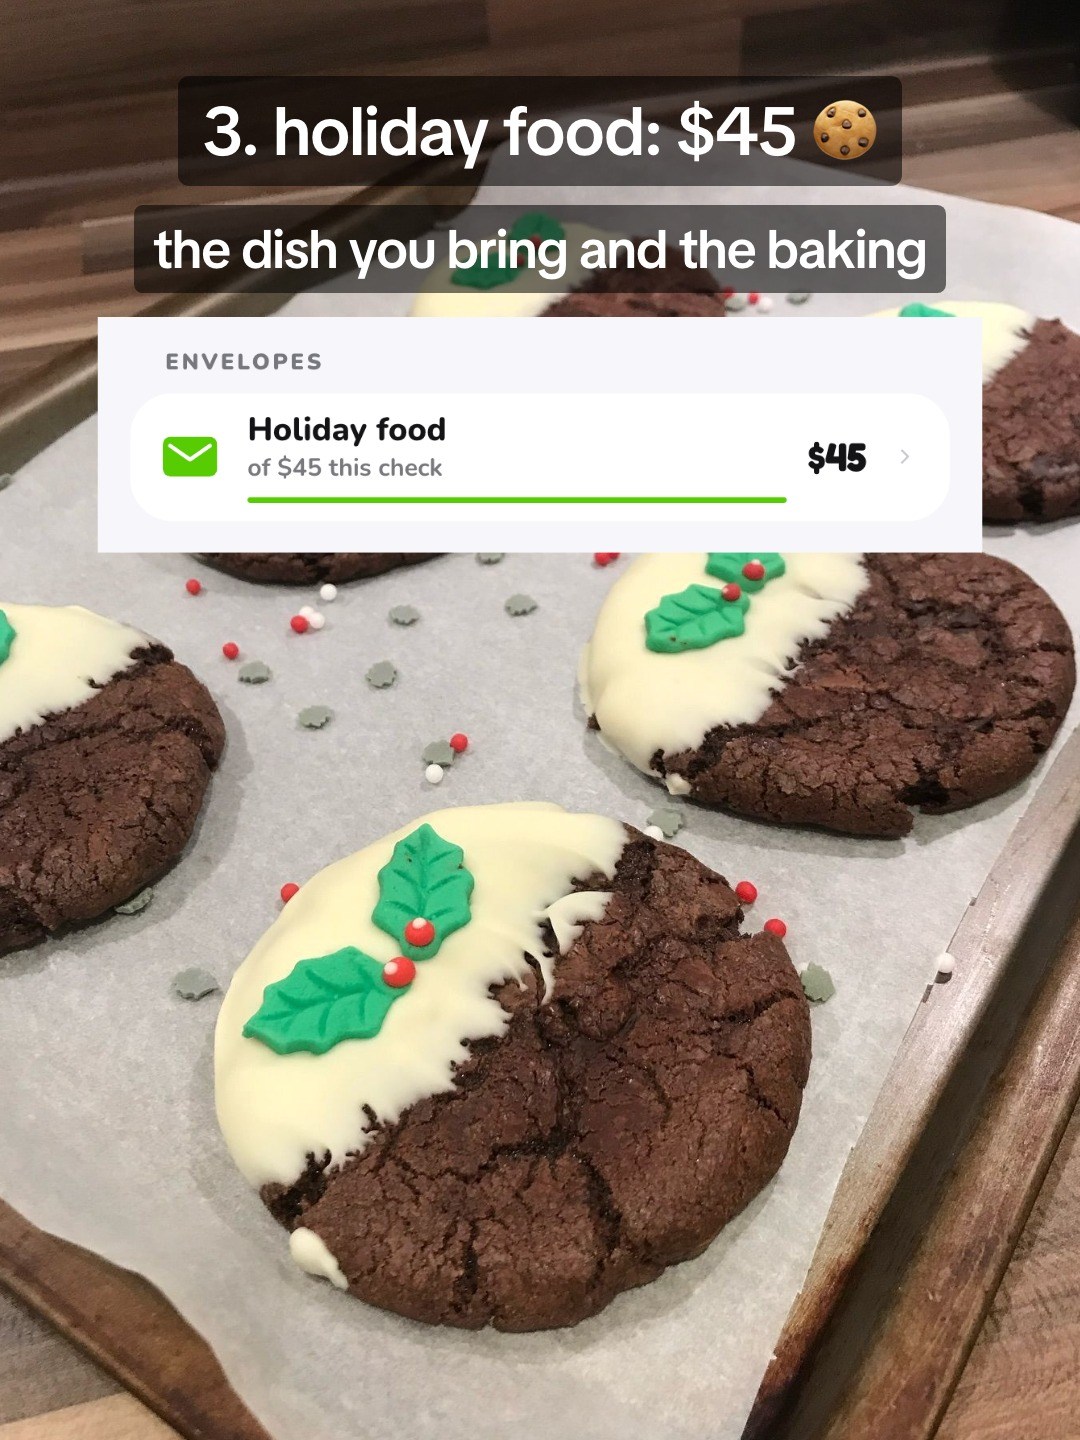 3. holiday food: $45 🍪
the dish you bring and the baking
ENVELOPES
Holiday food
of $45 this check
$45